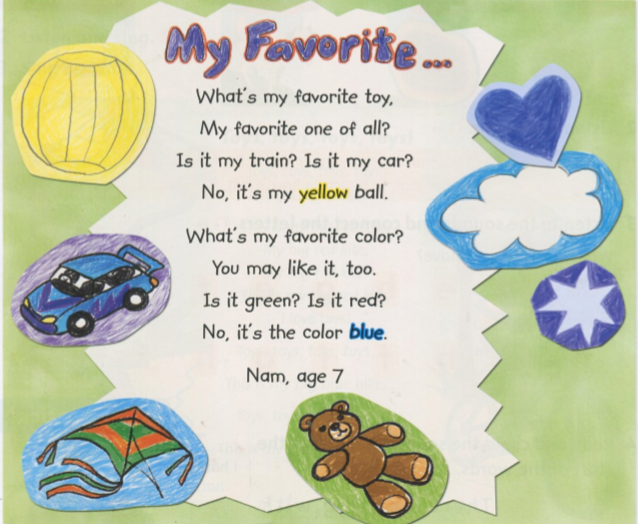 My Favorite...
What's my favorite toy,
My favorite one of all?
Is it my train? Is it my car?
No, it's my yellow ball.
What's my favorite color?
You may like it, too.
Is it green? Is it red?
No, it's the color blue.
Nam, age 7